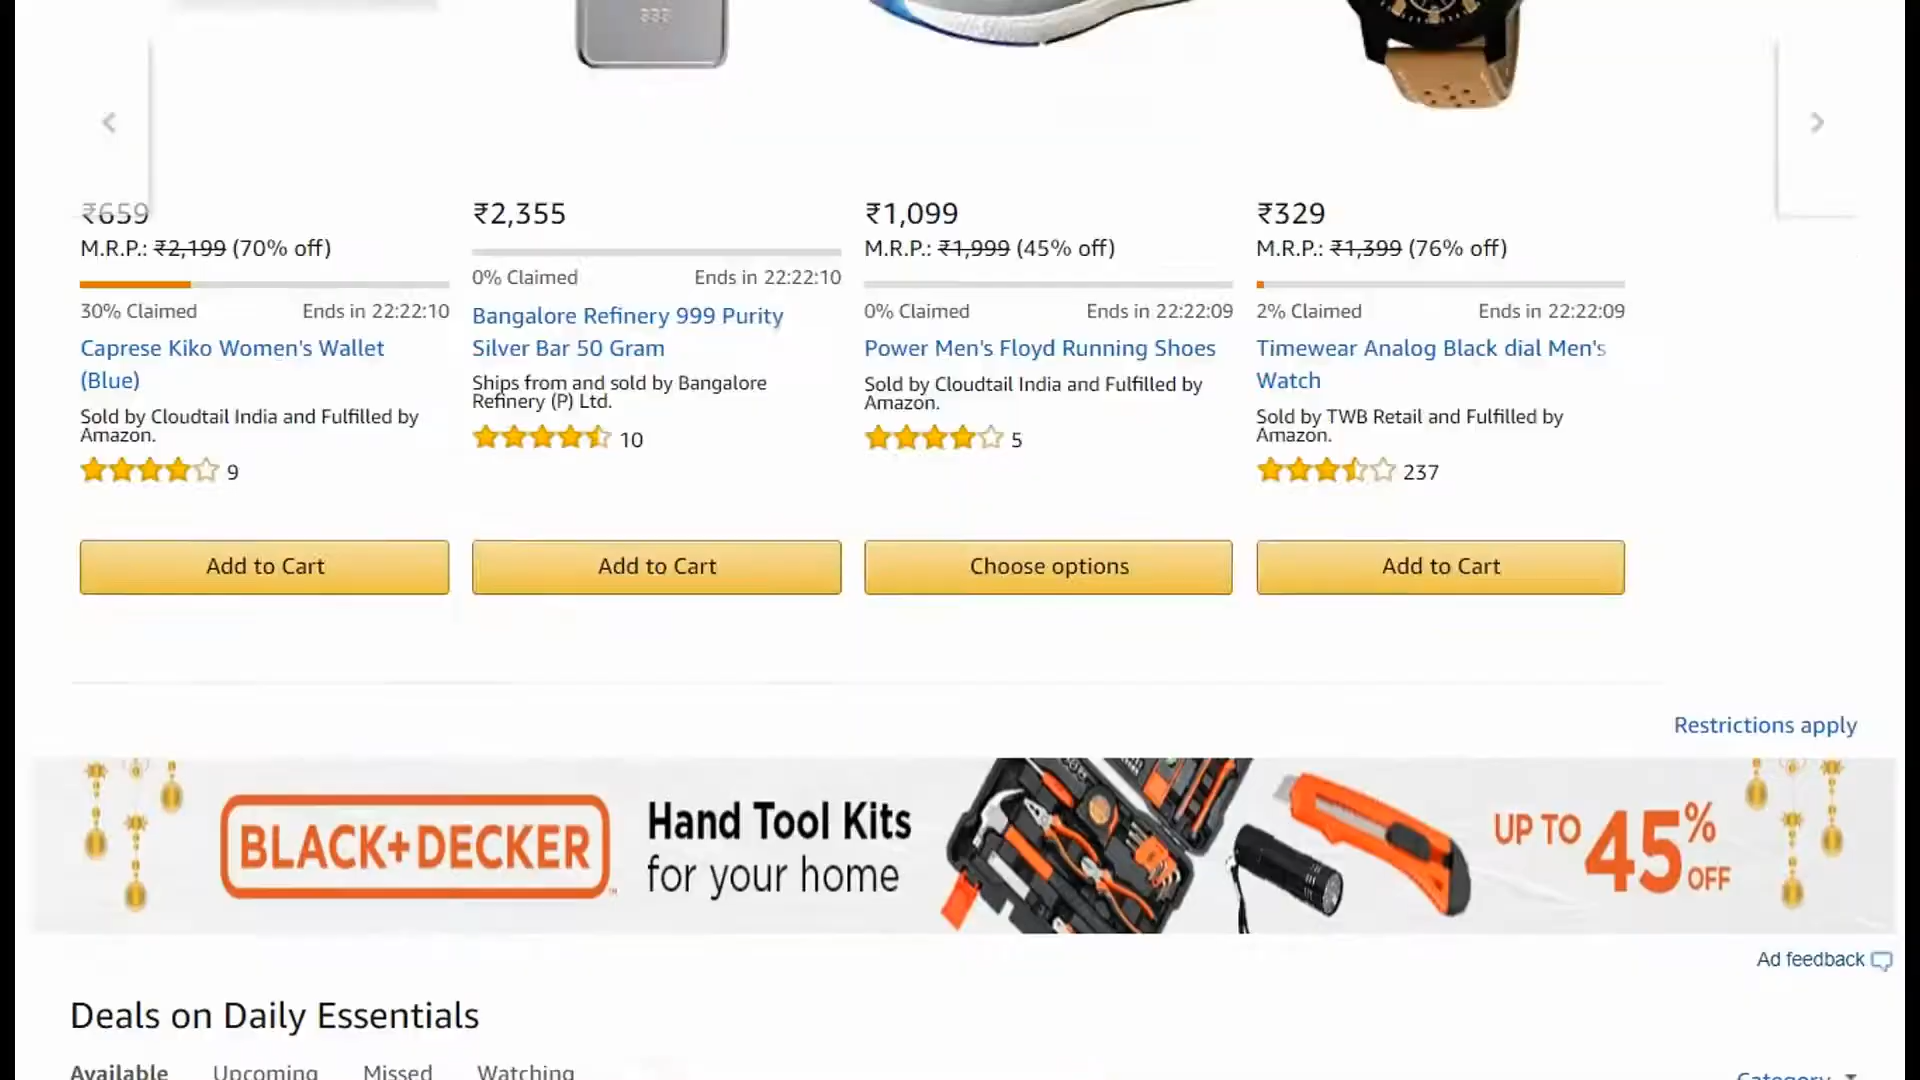 ₹659
M.R.P.: ₹2,199 (70% off)
30% Claimed Ends in 22:22:10
Caprese Kiko Women's Wallet
(Blue)
Sold by Cloudtail India and Fulfilled by
Amazon.
9
Add to Cart
999
₹2,355
0% Claimed Ends in 22:22:10
Bangalore Refinery 999 Purity
Silver Bar 50 Gram
Ships from and sold by Bangalore
Refinery (P) Ltd.
10
Add to Cart
₹1,099
M.R.P.: ₹1,999 (45% off)
0% Claimed Ends in 22:22:09
Power Men's Floyd Running Shoes
Sold by Cloudtail India and Fulfilled by
Amazon.
5
Choose options
₹329
M.R.P.: ₹1,399 (76% off)
2% Claimed Ends in 22:22:09
Timewear Analog Black dial Men's
Watch
Sold by TWB Retail and Fulfilled by
Amazon.
237
Add to Cart
Restrictions apply
BLACK+DECKER™
Hand Tool Kits
for your home
UP TO 45% OFF
Ad feedback
Deals on Daily Essentials
Available Upcoming Missed Watching
Category